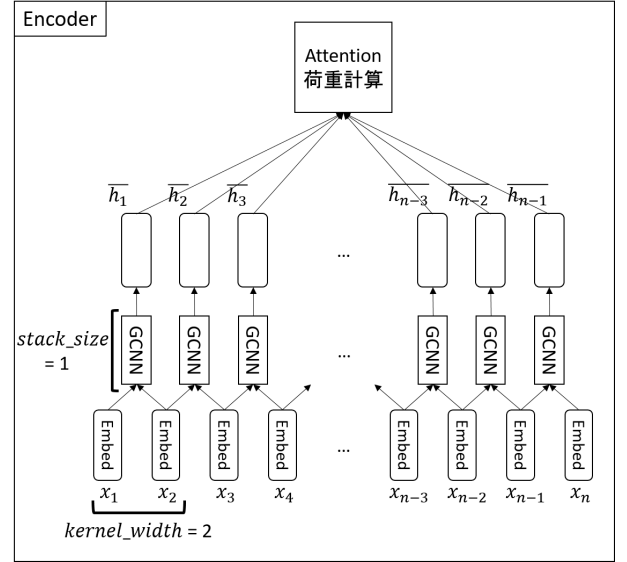 Encoder
Attention
荷重計算
h̅₁ h̅₂ h̅₃ h̅ₙ₋₃ h̅ₙ₋₂ h̅ₙ₋₁
...
stack_size
= 1
GCNN GCNN GCNN ... GCNN GCNN GCNN
Embed Embed Embed Embed ... Embed Embed Embed Embed
x₁ x₂ x₃ x₄ xₙ₋₃ xₙ₋₂ xₙ₋₁ xₙ
kernel_width = 2